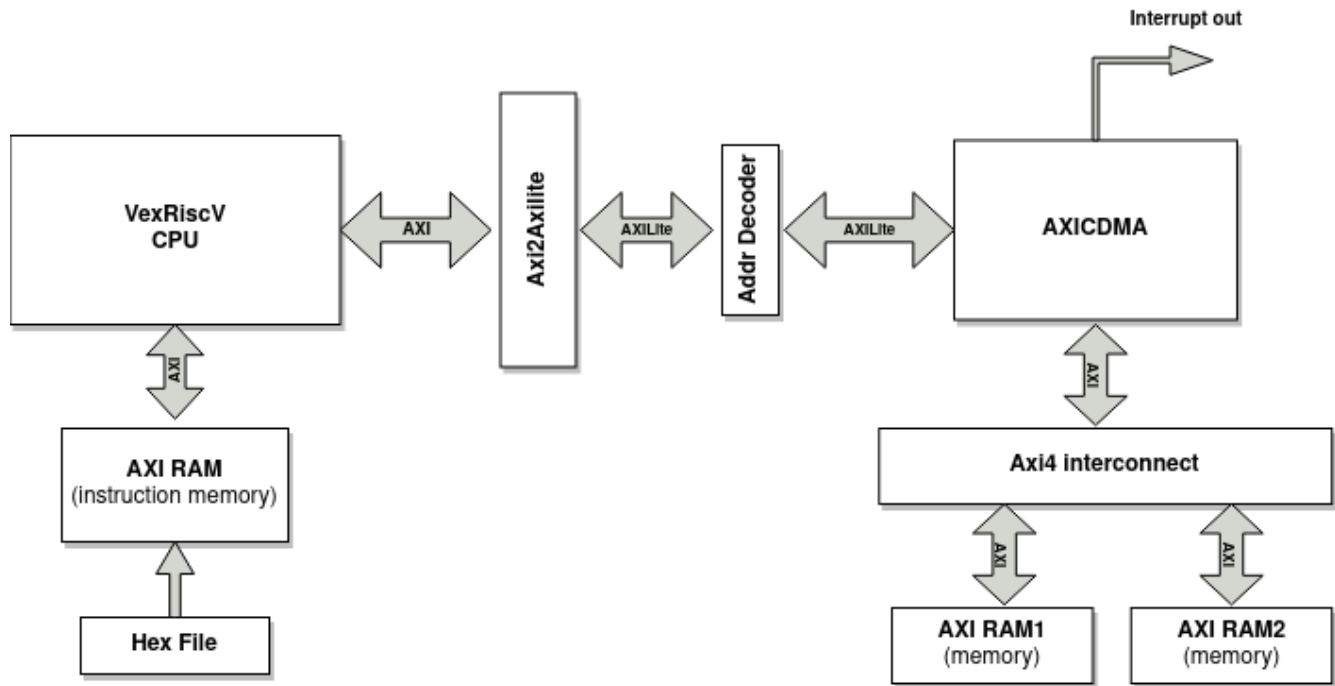 Interrupt out
VexRiscV
CPU
AXI
Axi2Axilite
AXILite
Addr Decoder
AXILite
AXICDMA
AXI
AXI
AXI RAM
(instruction memory)
Hex File
Axi4 interconnect
AXI
AXI
AXI RAM1
(memory)
AXI RAM2
(memory)